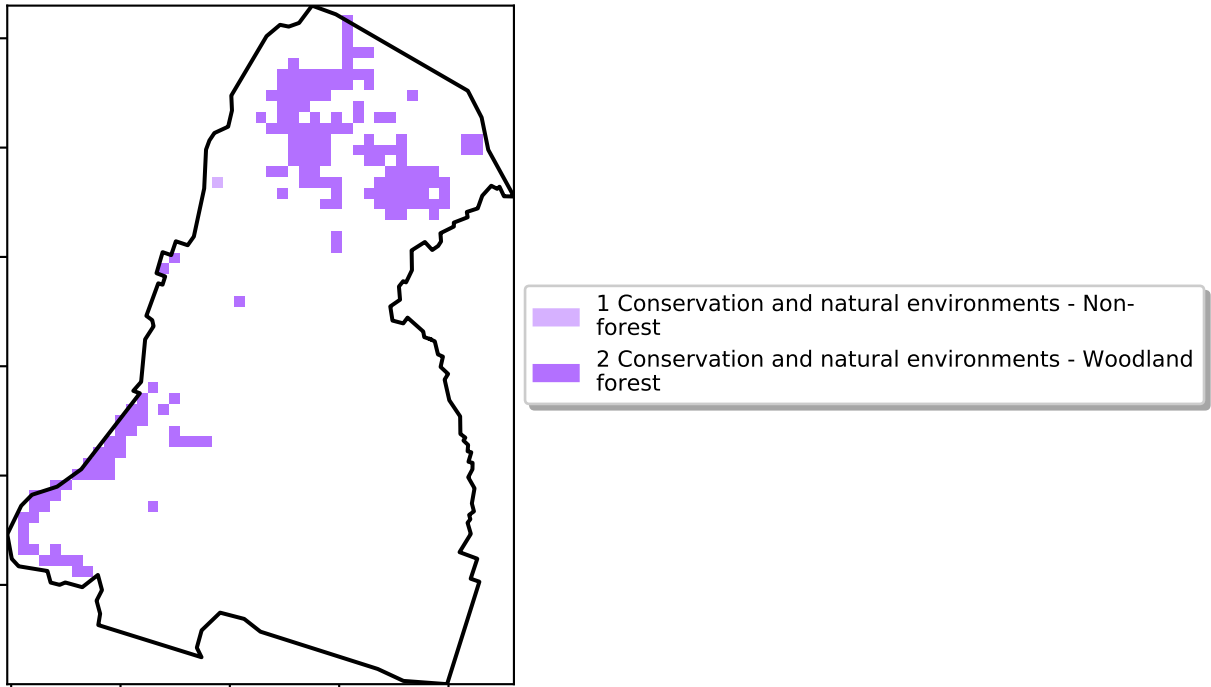 1 Conservation and natural environments - Non-
forest
2 Conservation and natural environments - Woodland
forest